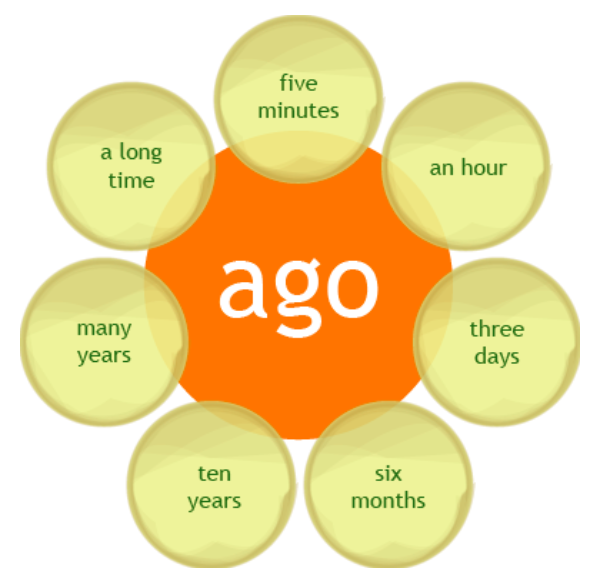 five
minutes
a long
time
an hour
ago
many
years
three
days
ten
years
six
months